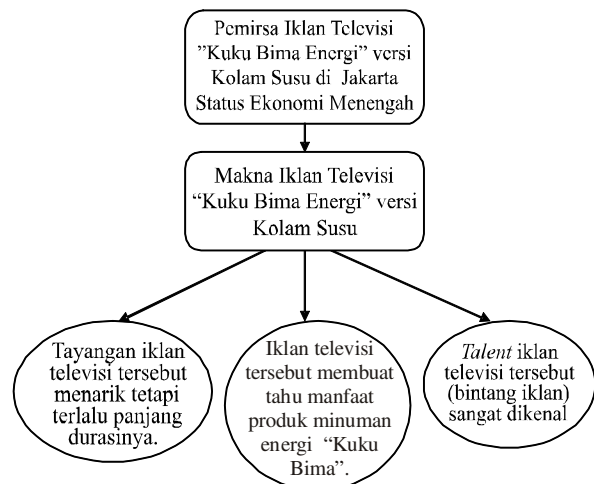 Pemirsa Iklan Televisi
”Kuku Bima Energi” versi
Kolam Susu di Jakarta
Status Ekonomi Menengah
Makna Iklan Televisi
“Kuku Bima Energi” versi
Kolam Susu
Tayangan iklan
televisi tersebut
menarik tetapi
terlalu panjang
durasinya.
Iklan televisi
tersebut membuat
tahu manfaat
produk minuman
energi “Kuku
Bima”.
Talent iklan
televisi tersebut
(bintang iklan)
sangat dikenal